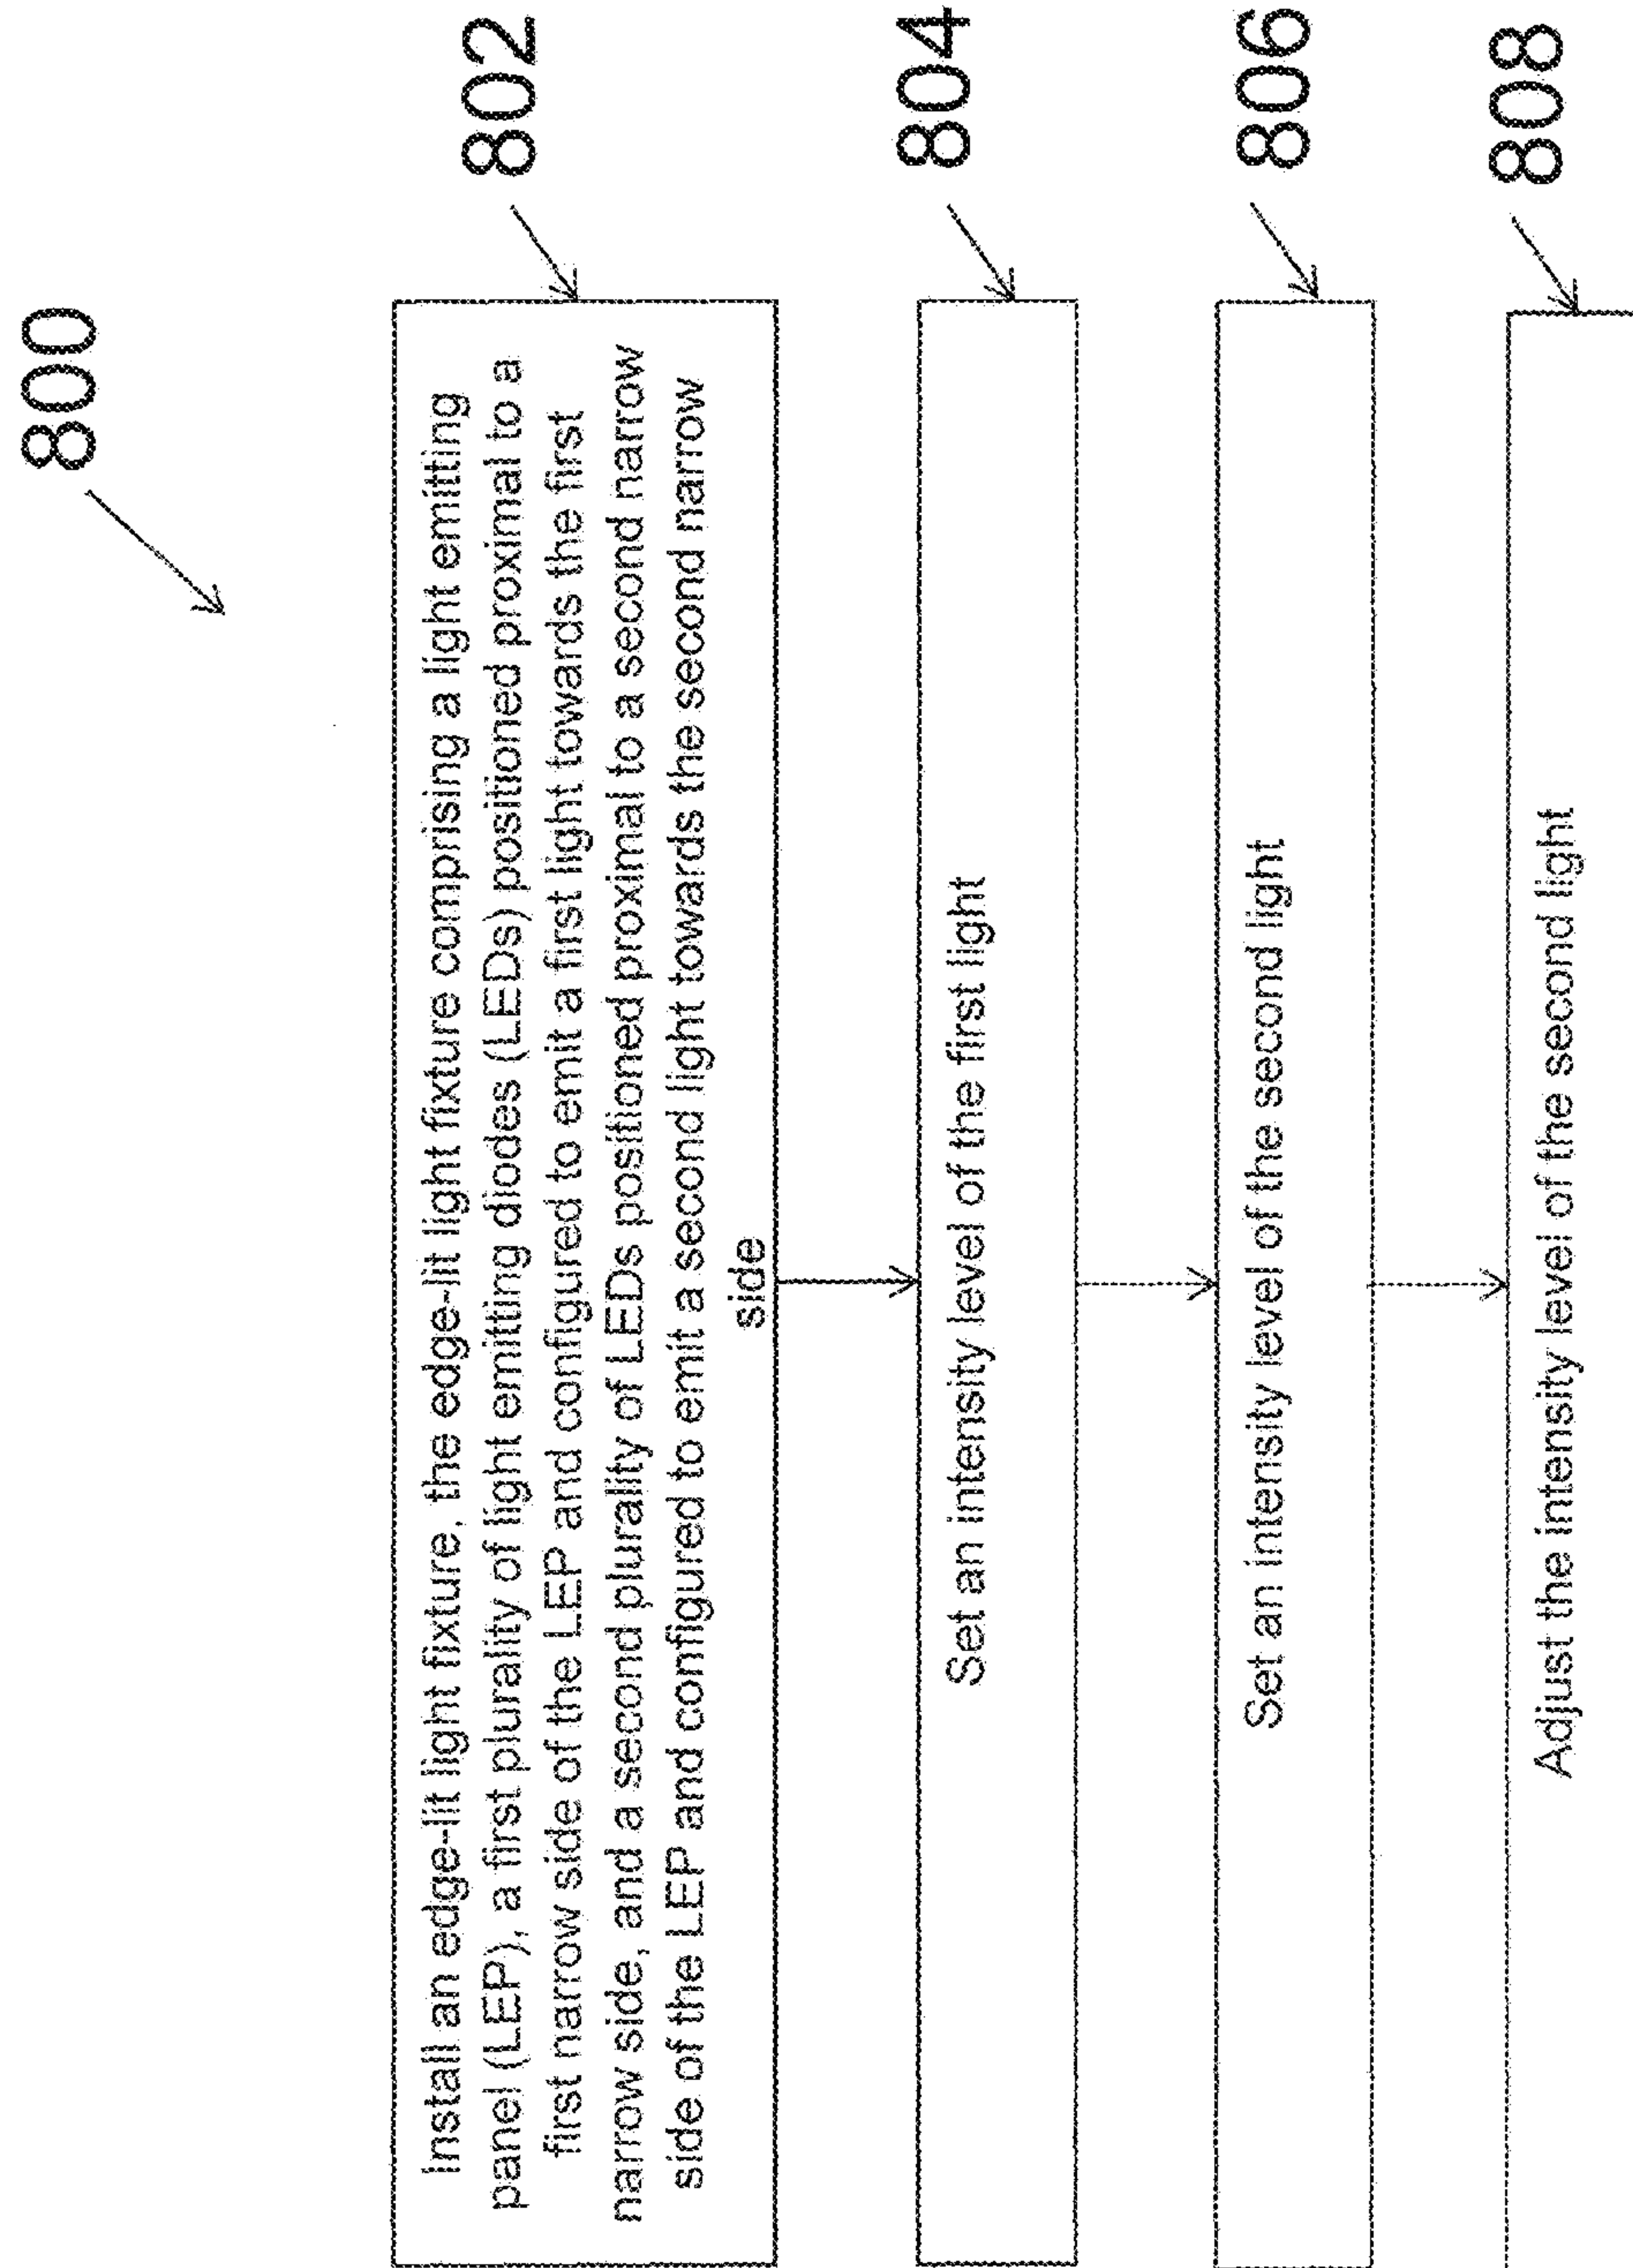 800
Install an edge-lit light fixture, the edge-lit light fixture comprising a light emitting
panel (LEP), a first plurality of light emitting diodes (LEDs) positioned proximal to a
first narrow side of the LEP and configured to emit a first light towards the first
narrow side, and a second plurality of LEDs positioned proximal to a second narrow
side of the LEP and configured to emit a second light towards the second narrow
side
802
Set an intensity level of the first light
804
Set an intensity level of the second light
806
Adjust the intensity level of the second light
808